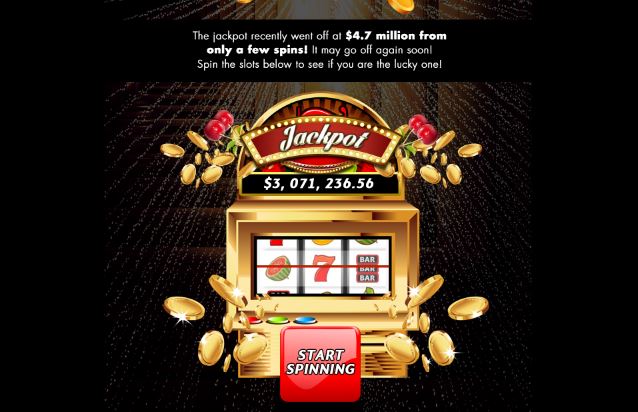 The jackpot recently went off at $4.7 million from
only a few spins! It may go off again soon!
Spin the slots below to see if you are the lucky one!
Jackpot
$3, 071, 236.56
7
BAR
BAR
BAR
START
SPINNING